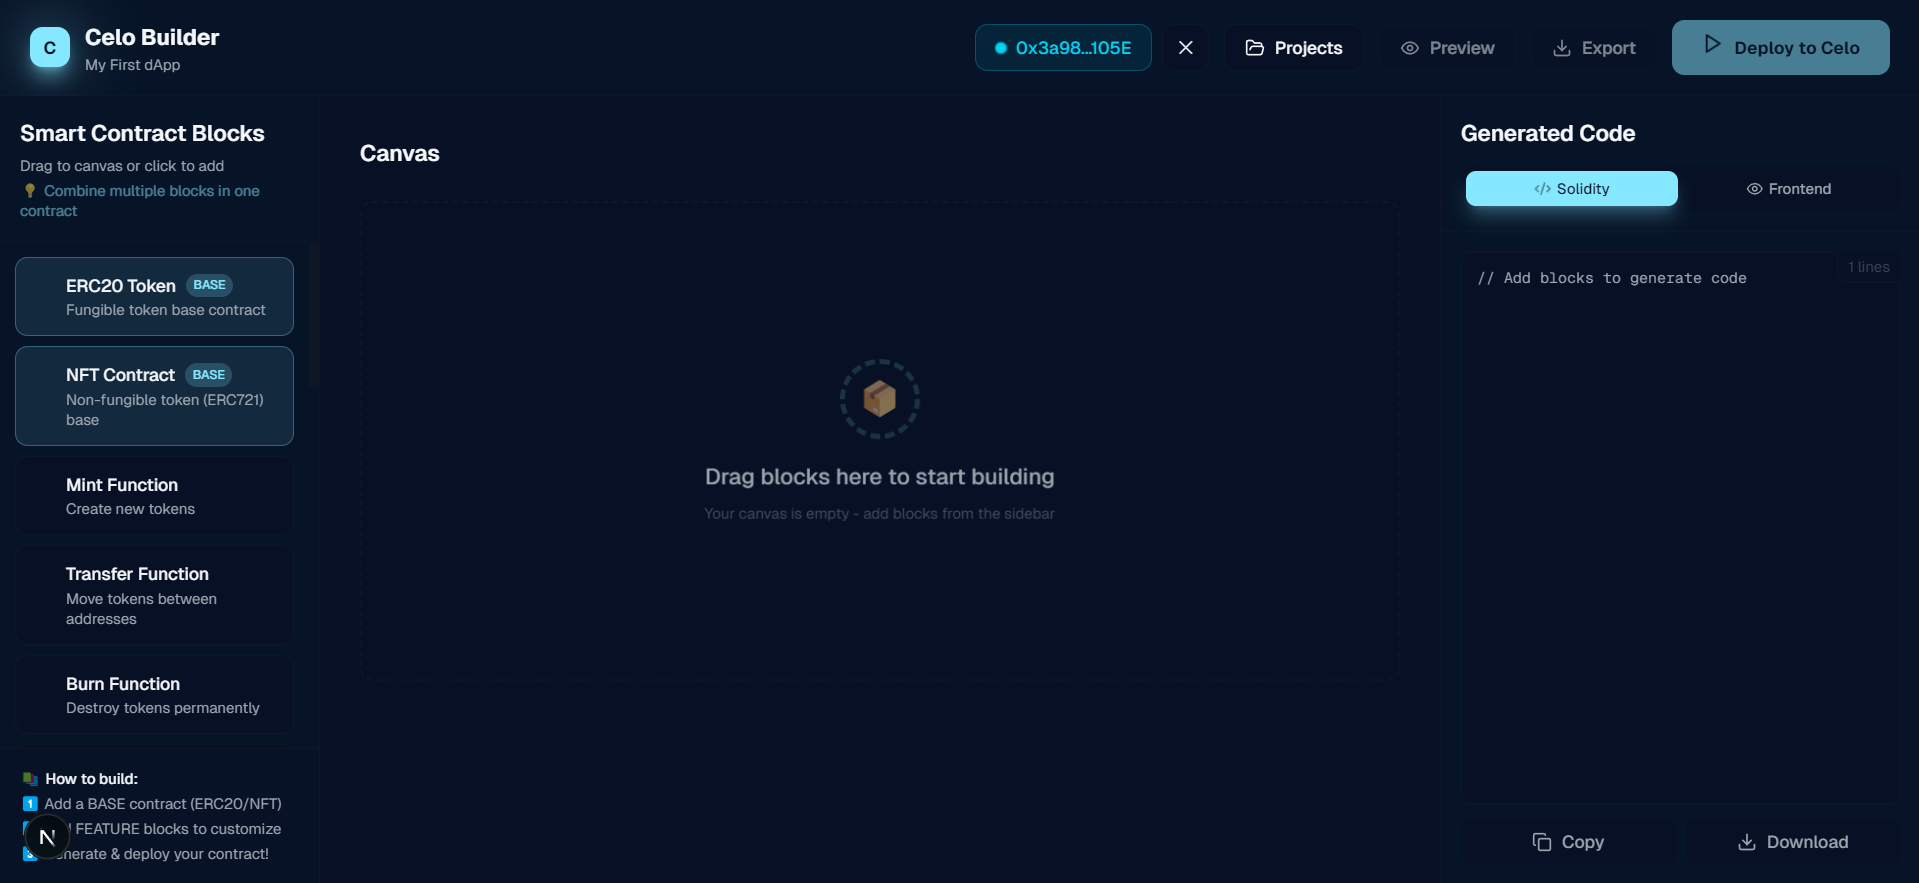 C
Celo Builder
My First dApp
0x3a98...105E
Projects
Preview
Export
Deploy to Celo
Smart Contract Blocks
Drag to canvas or click to add
💡 Combine multiple blocks in one
contract
ERC20 Token BASE
Fungible token base contract
NFT Contract BASE
Non-fungible token (ERC721)
base
Mint Function
Create new tokens
Transfer Function
Move tokens between
addresses
Burn Function
Destroy tokens permanently
📚 How to build:
1 Add a BASE contract (ERC20/NFT)
FEATURE blocks to customize
& deploy your contract!
N
Canvas
Drag blocks here to start building
Your canvas is empty - add blocks from the sidebar
Generated Code
</> Solidity
Frontend
1 lines
// Add blocks to generate code
Copy
Download